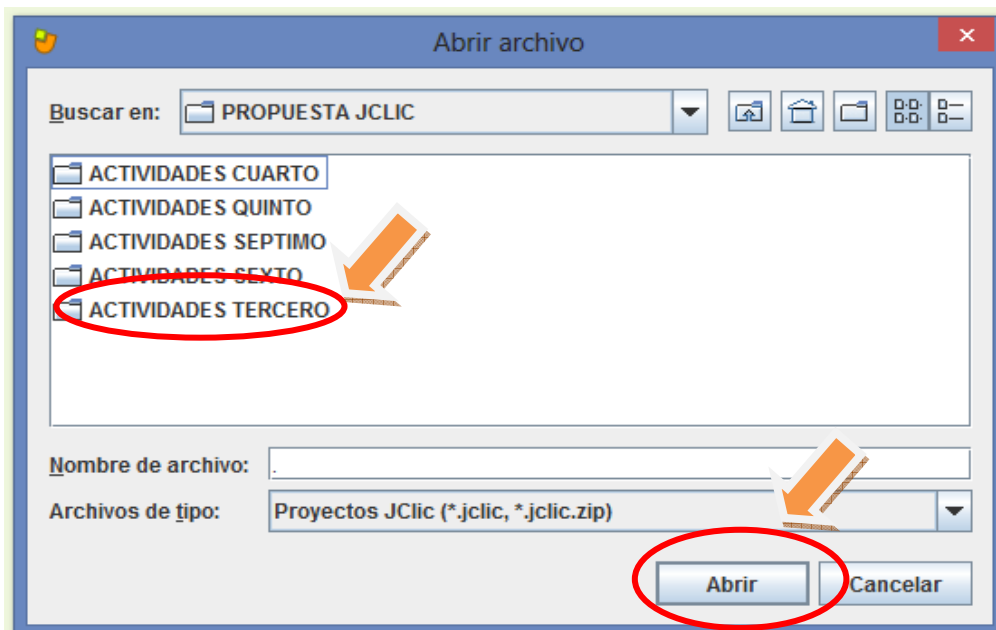 Abrir archivo
Buscar en: PROPUESTA JCLIC
ACTIVIDADES CUARTO
ACTIVIDADES QUINTO
ACTIVIDADES SEPTIMO
ACTIVIDADES SEXTO
ACTIVIDADES TERCERO
Nombre de archivo: .
Archivos de tipo: Proyectos JClic (*.jclic, *.jclic.zip)
Abrir Cancelar